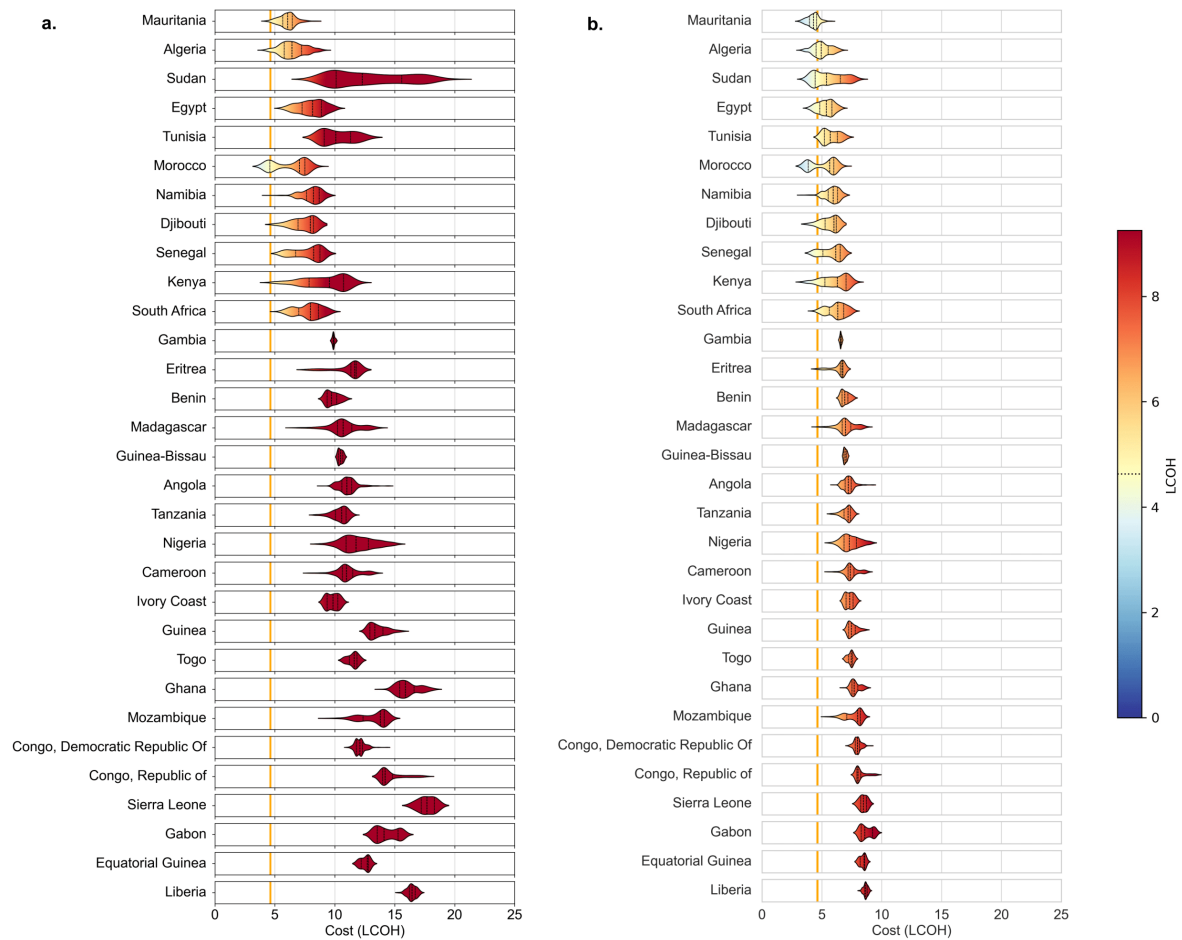 a.
Mauritania
Algeria
Sudan
Egypt
Tunisia
Morocco
Namibia
Djibouti
Senegal
Kenya
South Africa
Gambia
Eritrea
Benin
Madagascar
Guinea-Bissau
Angola
Tanzania
Nigeria
Cameroon
Ivory Coast
Guinea
Togo
Ghana
Mozambique
Congo, Democratic Republic Of
Congo, Republic of
Sierra Leone
Gabon
Equatorial Guinea
Liberia
0 5 10 15 20 25
Cost (LCOH)
b.
Mauritania
Algeria
Sudan
Egypt
Tunisia
Morocco
Namibia
Djibouti
Senegal
Kenya
South Africa
Gambia
Eritrea
Benin
Madagascar
Guinea-Bissau
Angola
Tanzania
Nigeria
Cameroon
Ivory Coast
Guinea
Togo
Ghana
Mozambique
Congo, Democratic Republic Of
Congo, Republic of
Sierra Leone
Gabon
Equatorial Guinea
Liberia
0 5 10 15 20 25
Cost (LCOH)
8
6
4
2
0
LCOH